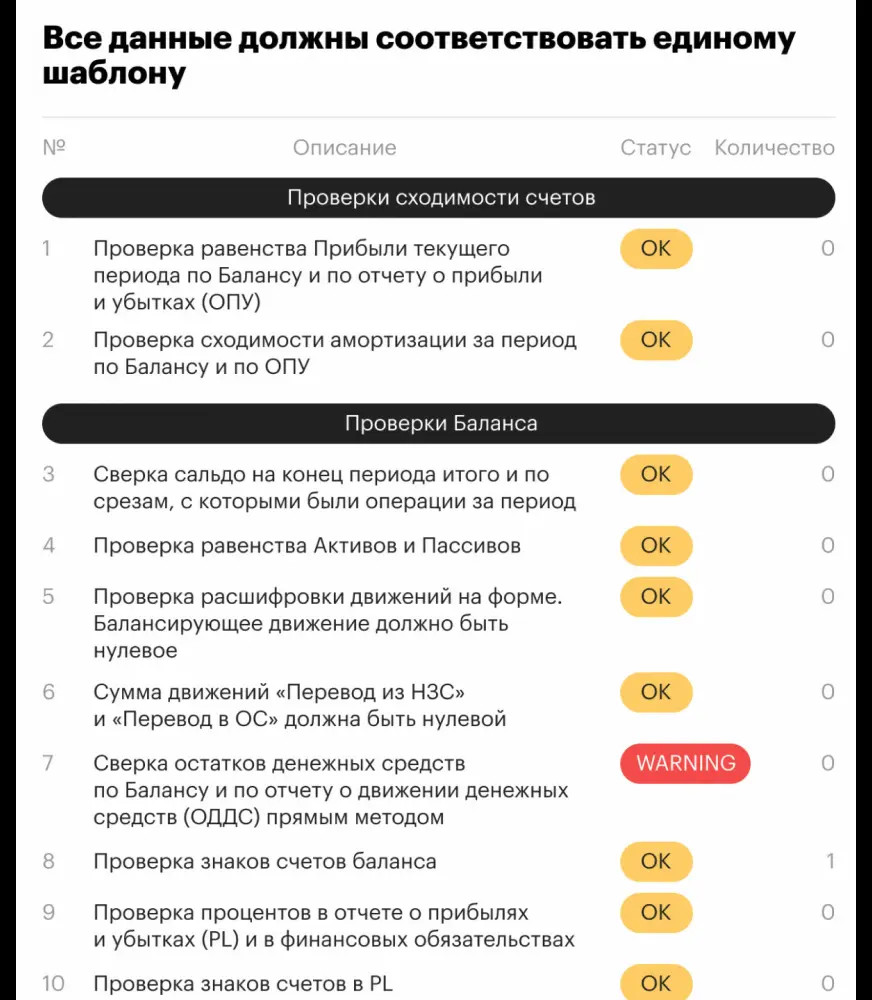 Все данные должны соответствовать единому
шаблону
№ Описание Статус Количество
Проверки сходимости счетов
1 Проверка равенства Прибыли текущего OK 0
периода по Балансу и по отчету о прибыли
и убытках (ОПУ)
2 Проверка сходимости амортизации за период OK 0
по Балансу и по ОПУ
Проверки Баланса
3 Сверка сальдо на конец периода итого и по OK 0
срезам, с которыми были операции за период
4 Проверка равенства Активов и Пассивов OK 0
5 Проверка расшифровки движений на форме. OK 0
Балансирующее движение должно быть
нулевое
6 Сумма движений «Перевод из НЗС» OK 0
и «Перевод в ОС» должна быть нулевой
7 Сверка остатков денежных средств WARNING 0
по Балансу и по отчету о движении денежных
средств (ОДДС) прямым методом
8 Проверка знаков счетов баланса OK 1
9 Проверка процентов в отчете о прибылях OK 0
и убытках (PL) и в финансовых обязательствах
10 Проверка знаков счетов в PL OK 0